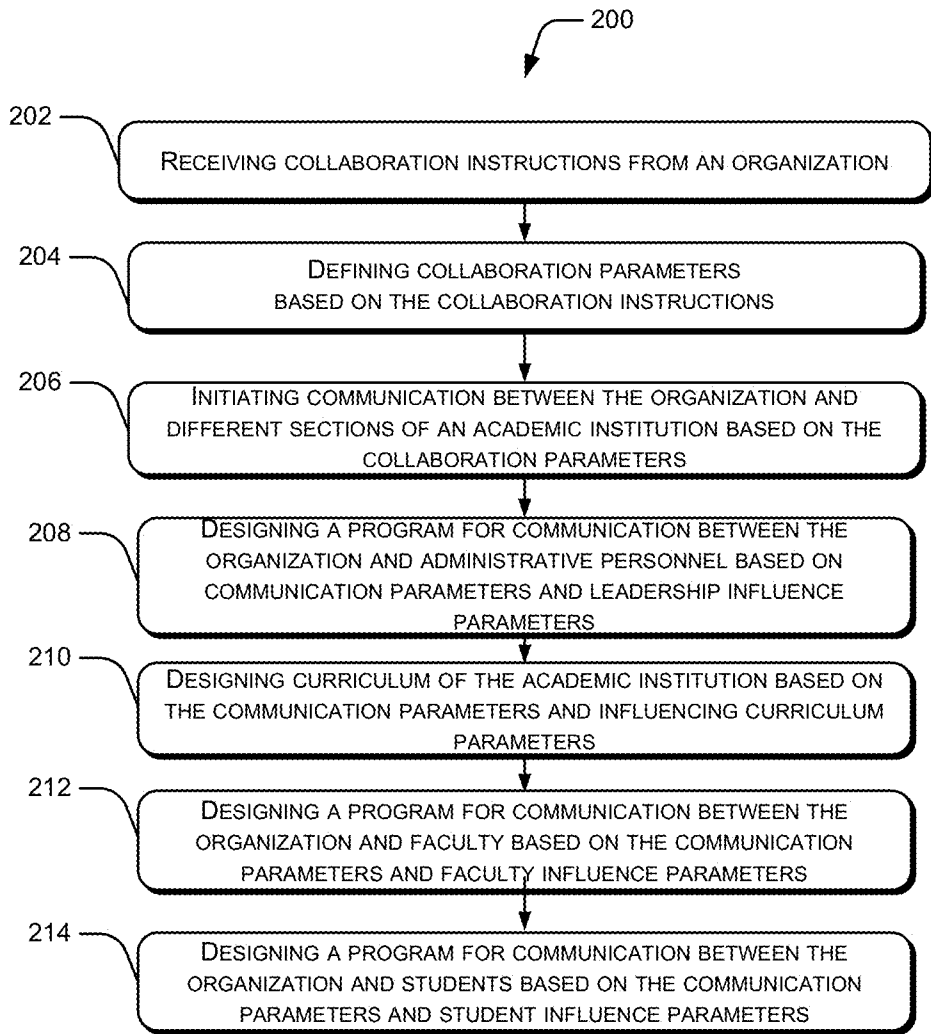 200
202
RECEIVING COLLABORATION INSTRUCTIONS FROM AN ORGANIZATION
204
DEFINING COLLABORATION PARAMETERS
BASED ON THE COLLABORATION INSTRUCTIONS
206
INITIATING COMMUNICATION BETWEEN THE ORGANIZATION AND
DIFFERENT SECTIONS OF AN ACADEMIC INSTITUTION BASED ON THE
COLLABORATION PARAMETERS
208
DESIGNING A PROGRAM FOR COMMUNICATION BETWEEN THE
ORGANIZATION AND ADMINISTRATIVE PERSONNEL BASED ON
COMMUNICATION PARAMETERS AND LEADERSHIP INFLUENCE
PARAMETERS
210
DESIGNING CURRICULUM OF THE ACADEMIC INSTITUTION BASED ON
THE COMMUNICATION PARAMETERS AND INFLUENCING CURRICULUM
PARAMETERS
212
DESIGNING A PROGRAM FOR COMMUNICATION BETWEEN THE
ORGANIZATION AND FACULTY BASED ON THE COMMUNICATION
PARAMETERS AND FACULTY INFLUENCE PARAMETERS
214
DESIGNING A PROGRAM FOR COMMUNICATION BETWEEN THE
ORGANIZATION AND STUDENTS BASED ON THE COMMUNICATION
PARAMETERS AND STUDENT INFLUENCE PARAMETERS